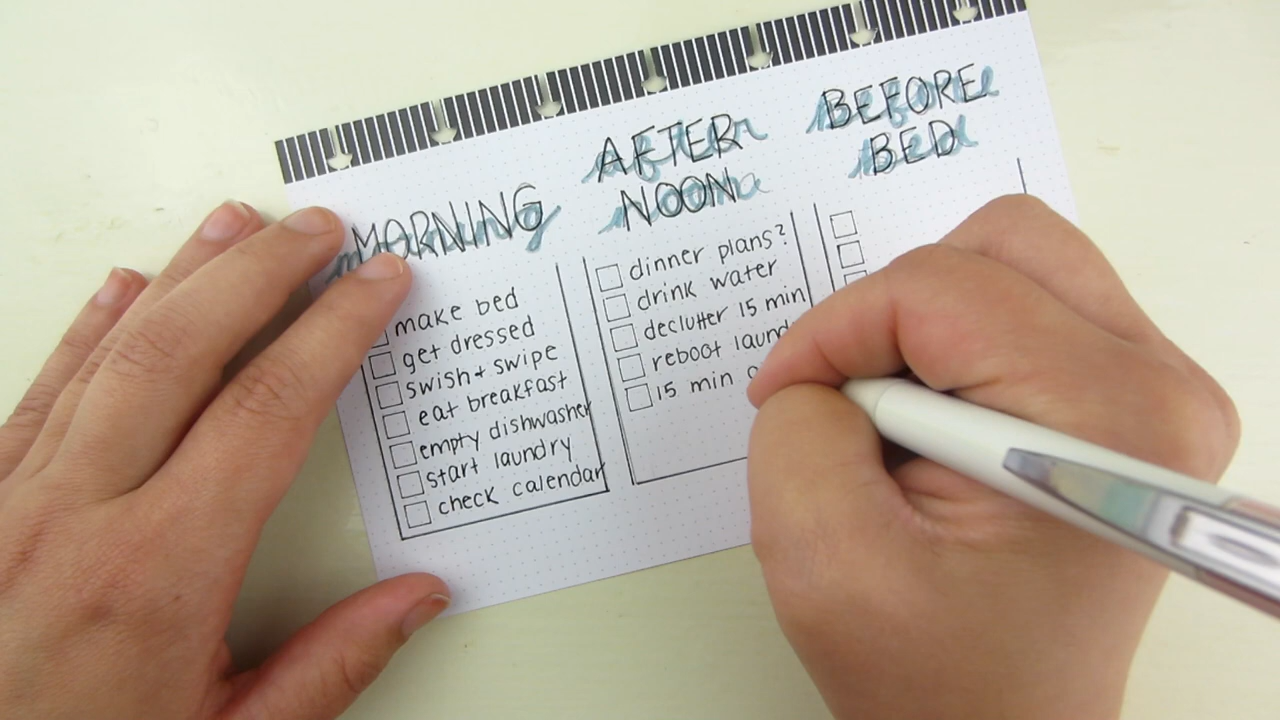 MORNING
make bed
get dressed
swish + swipe
eat breakfast
empty dishwasher
start laundry
check calendar
AFTER
NOON
dinner plans?
drink water
declutter 15 min
reboot
15 min
BEFORE
BED